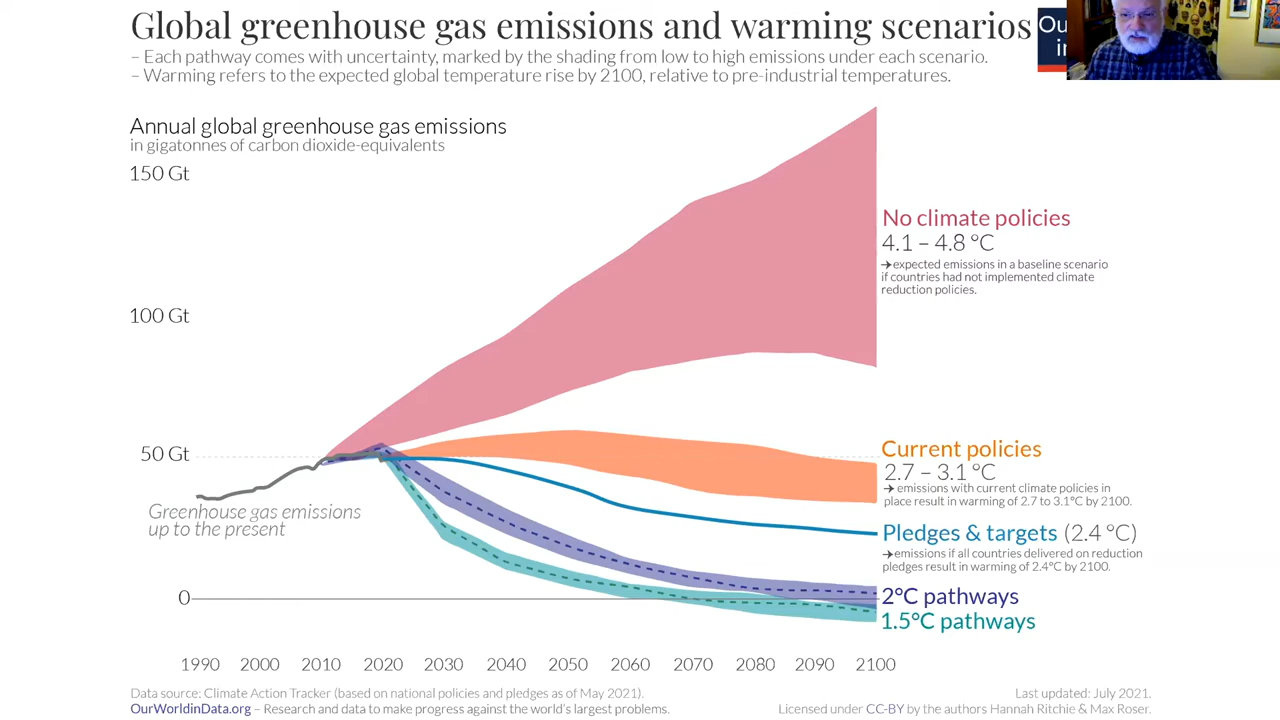 Global greenhouse gas emissions and warming scenarios
– Each pathway comes with uncertainty, marked by the shading from low to high emissions under each scenario.
– Warming refers to the expected global temperature rise by 2100, relative to pre-industrial temperatures.
Annual global greenhouse gas emissions
in gigatonnes of carbon dioxide-equivalents
150 Gt
100 Gt
50 Gt
0
Greenhouse gas emissions
up to the present
No climate policies
4.1 – 4.8 °C
→expected emissions in a baseline scenario
if countries had not implemented climate
reduction policies.
Current policies
2.7 – 3.1 °C
→ emissions with current climate policies in
place result in warming of 2.7 to 3.1°C by 2100.
Pledges & targets (2.4 °C)
→emissions if all countries delivered on reduction
pledges result in warming of 2.4°C by 2100.
2°C pathways
1.5°C pathways
1990 2000 2010 2020 2030 2040 2050 2060 2070 2080 2090 2100
Data source: Climate Action Tracker (based on national policies and pledges as of May 2021).
OurWorldinData.org – Research and data to make progress against the world's largest problems.
Last updated: July 2021.
Licensed under CC-BY by the authors Hannah Ritchie & Max Roser.